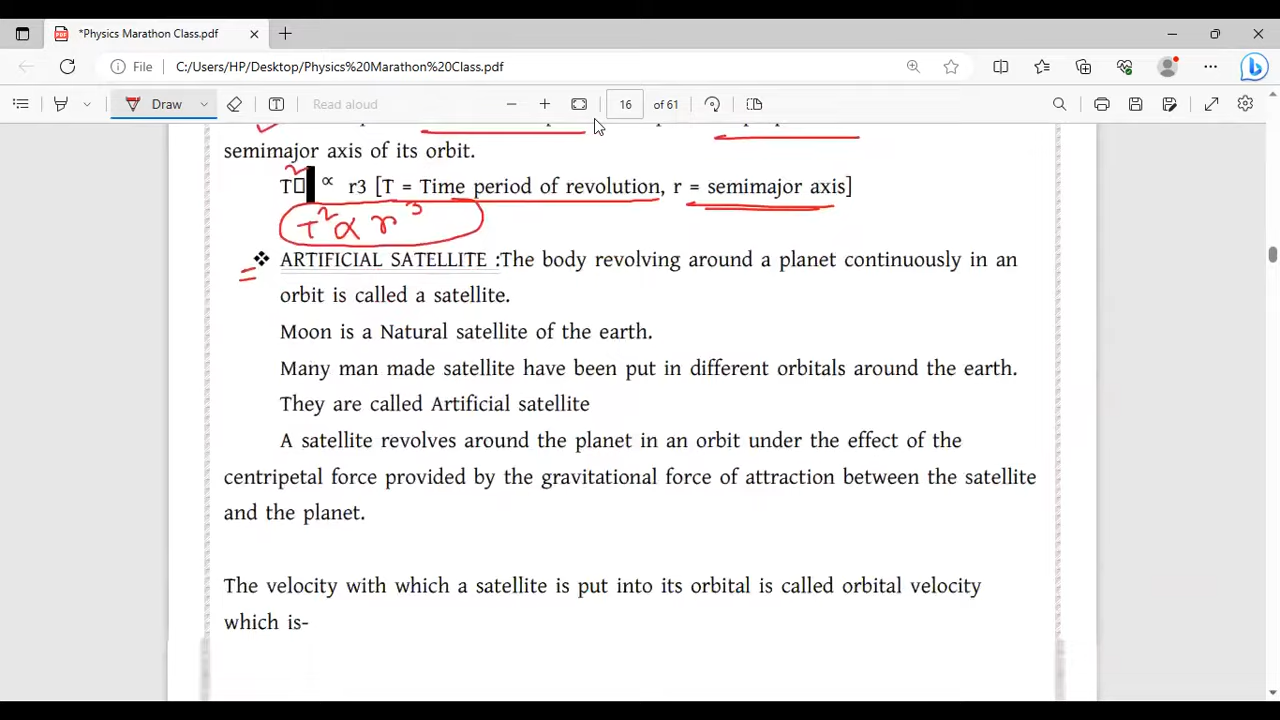 *Physics Marathon Class.pdf
File C:/Users/HP/Desktop/Physics%20Marathon%20Class.pdf
Draw Read aloud 16 of 61
semimajor axis of its orbit.
T□ ∝ r3 [T = Time period of revolution, r = semimajor axis]
T² ∝ r³
❖ ARTIFICIAL SATELLITE :The body revolving around a planet continuously in an
orbit is called a satellite.
Moon is a Natural satellite of the earth.
Many man made satellite have been put in different orbitals around the earth.
They are called Artificial satellite
A satellite revolves around the planet in an orbit under the effect of the
centripetal force provided by the gravitational force of attraction between the satellite
and the planet.
The velocity with which a satellite is put into its orbital is called orbital velocity
which is-